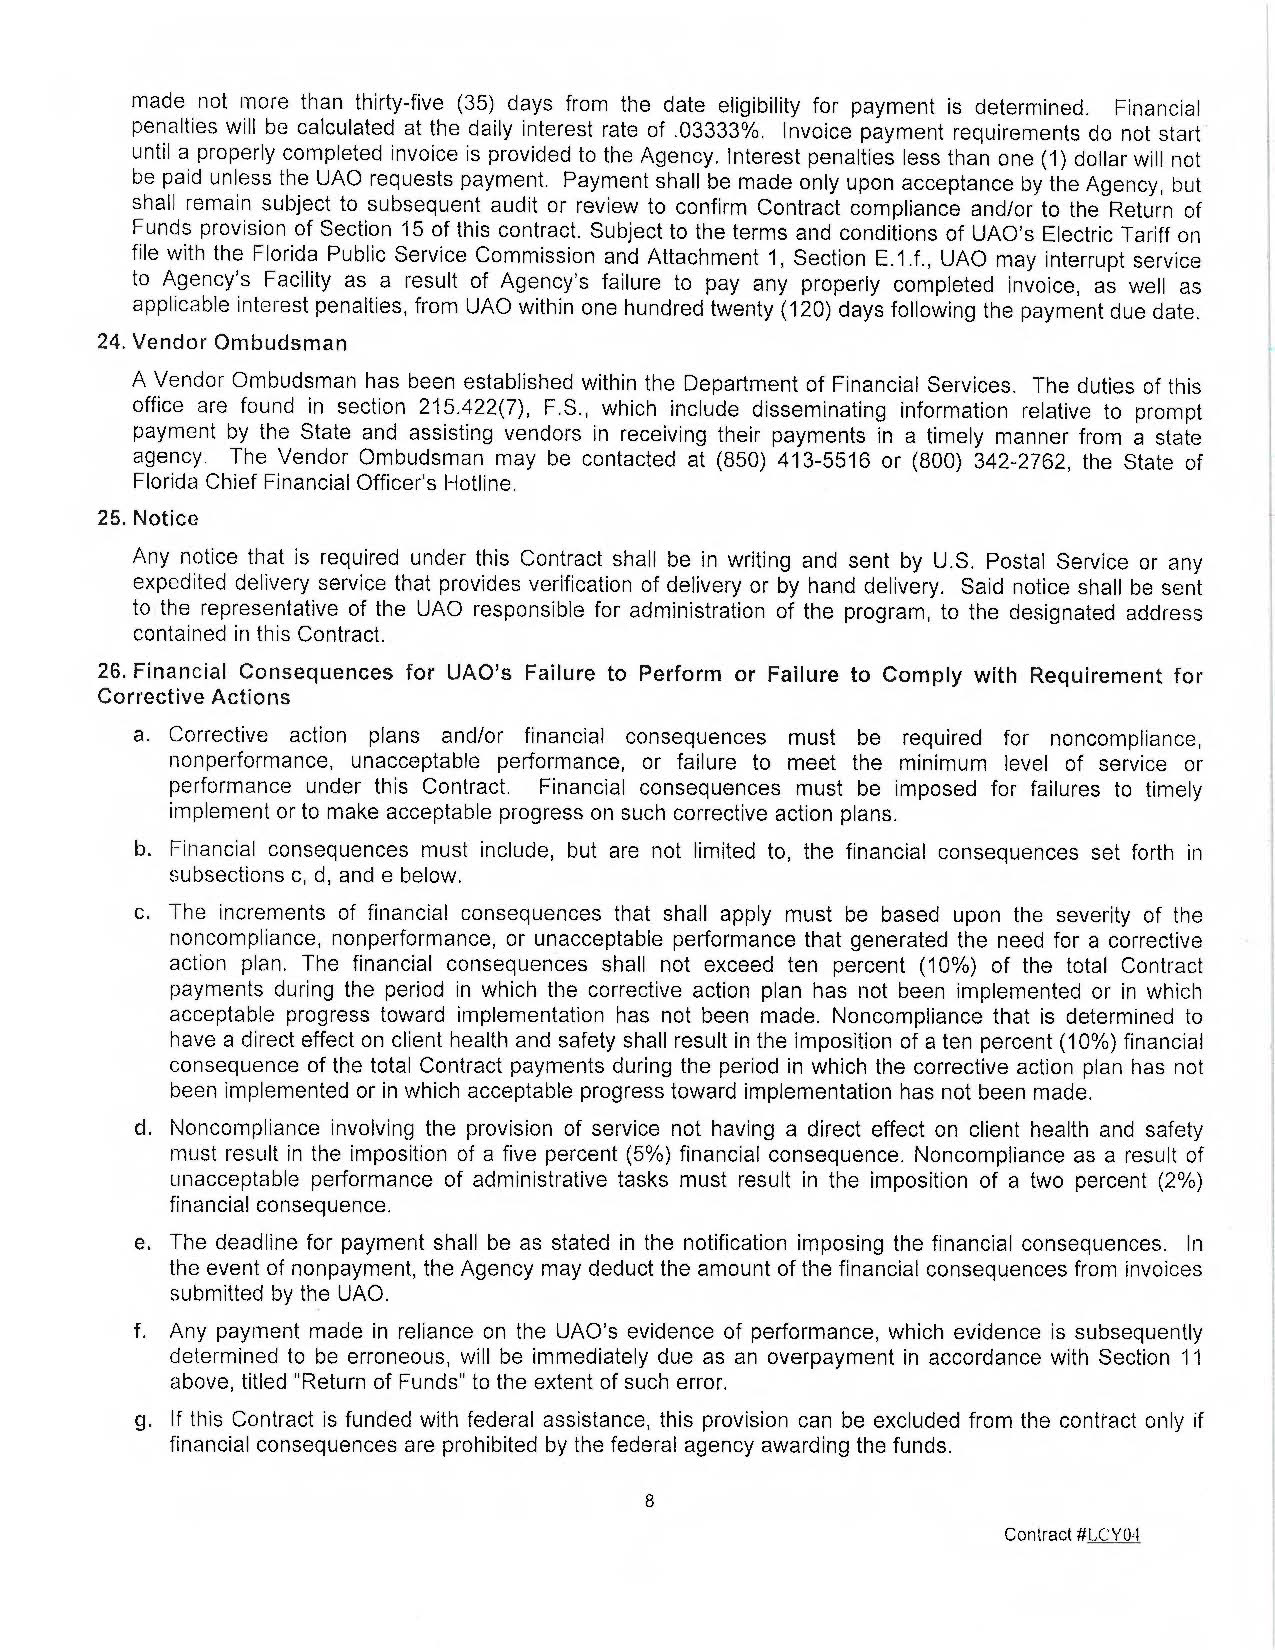 made not more than thirty-five (35) days from the date eligibility for payment is determined. Financial
penalties will be calculated at the daily interest rate of .03333%. Invoice payment requirements do not start
until a properly completed invoice is provided to the Agency. Interest penalties less than one (1) dollar will not
be paid unless the UAO requests payment. Payment shall be made only upon acceptance by the Agency, but
shall remain subject to subsequent audit or review to confirm Contract compliance and/or to the Return of
Funds provision of Section 15 of this contract. Subject to the terms and conditions of UAO's Electric Tariff on
file with the Florida Public Service Commission and Attachment 1, Section E.1.f., UAO may interrupt service
to Agency's Facility as a result of Agency's failure to pay any properly completed invoice, as well as
applicable interest penalties, from UAO within one hundred twenty (120) days following the payment due date.
24. Vendor Ombudsman
A Vendor Ombudsman has been established within the Department of Financial Services. The duties of this
office are found in section 215.422(7), F.S., which include disseminating information relative to prompt
payment by the State and assisting vendors in receiving their payments in a timely manner from a state
agency. The Vendor Ombudsman may be contacted at (850) 413-5516 or (800) 342-2762, the State of
Florida Chief Financial Officer's Hotline.
25. Notice
Any notice that is required under this Contract shall be in writing and sent by U.S. Postal Service or any
expedited delivery service that provides verification of delivery or by hand delivery. Said notice shall be sent
to the representative of the UAO responsible for administration of the program, to the designated address
contained in this Contract.
26. Financial Consequences for UAO's Failure to Perform or Failure to Comply with Requirement for
Corrective Actions
a. Corrective action plans and/or financial consequences must be required for noncompliance,
nonperformance, unacceptable performance, or failure to meet the minimum level of service or
performance under this Contract. Financial consequences must be imposed for failures to timely
implement or to make acceptable progress on such corrective action plans.
b. Financial consequences must include, but are not limited to, the financial consequences set forth in
subsections c, d, and e below.
c. The increments of financial consequences that shall apply must be based upon the severity of the
noncompliance, nonperformance, or unacceptable performance that generated the need for a corrective
action plan. The financial consequences shall not exceed ten percent (10%) of the total Contract
payments during the period in which the corrective action plan has not been implemented or in which
acceptable progress toward implementation has not been made. Noncompliance that is determined to
have a direct effect on client health and safety shall result in the imposition of a ten percent (10%) financial
consequence of the total Contract payments during the period in which the corrective action plan has not
been implemented or in which acceptable progress toward implementation has not been made.
d. Noncompliance involving the provision of service not having a direct effect on client health and safety
must result in the imposition of a five percent (5%) financial consequence. Noncompliance as a result of
unacceptable performance of administrative tasks must result in the imposition of a two percent (2%)
financial consequence.
e. The deadline for payment shall be as stated in the notification imposing the financial consequences. In
the event of nonpayment, the Agency may deduct the amount of the financial consequences from invoices
submitted by the UAO.
f. Any payment made in reliance on the UAO's evidence of performance, which evidence is subsequently
determined to be erroneous, will be immediately due as an overpayment in accordance with Section 11
above, titled "Return of Funds" to the extent of such error.
g. If this Contract is funded with federal assistance, this provision can be excluded from the contract only if
financial consequences are prohibited by the federal agency awarding the funds.
8
Contract #LCY04